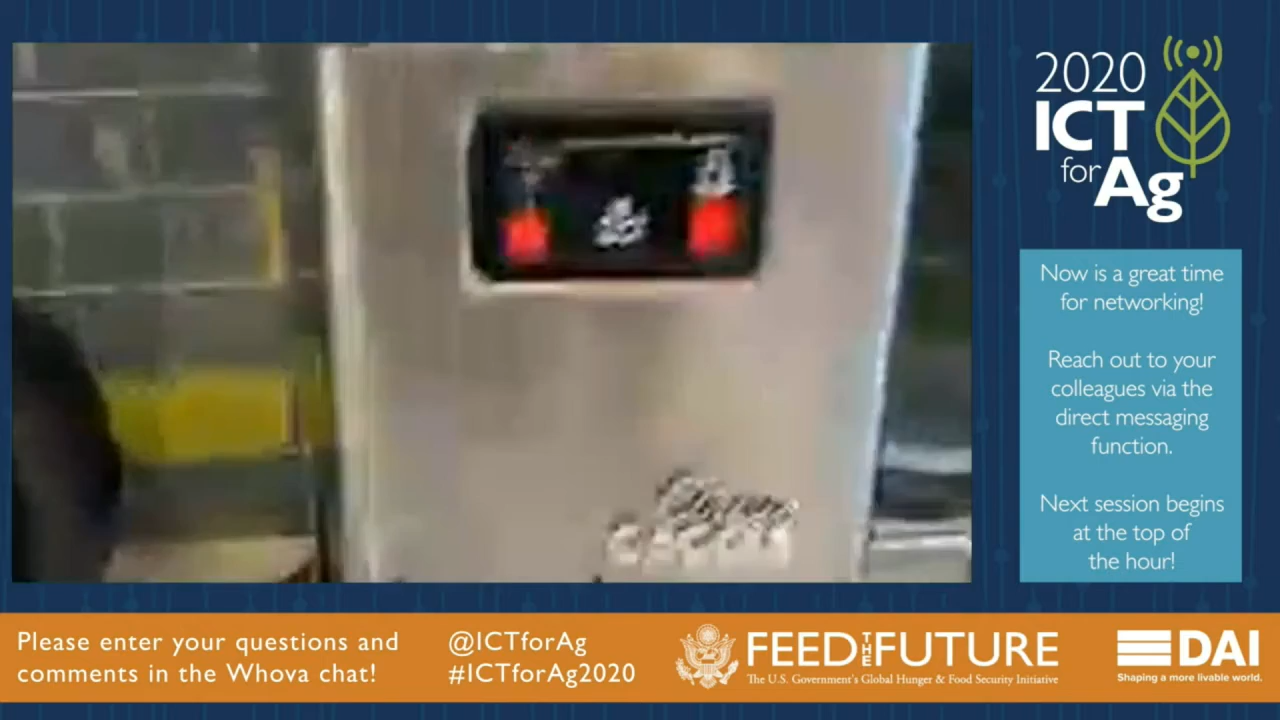 2020
ICT
for
Ag
Now is a great time
for networking!
Reach out to your
colleagues via the
direct messaging
function.
Next session begins
at the top of
the hour!
Please enter your questions and
comments in the Whova chat!
@ICTforAg
#ICTforAg2020
FEED THE FUTURE
The U.S. Government's Global Hunger & Food Security Initiative
DAI
Shaping a more livable world.